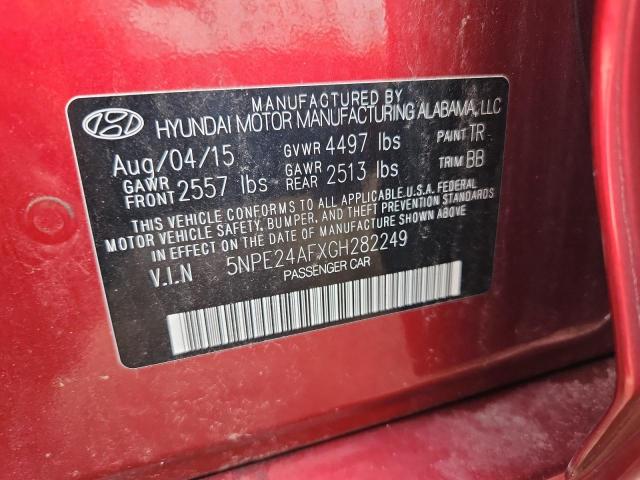 MANUFACTURED BY
HYUNDAI MOTOR MANUFACTURING ALABAMA, LLC
Aug/04/15 GVWR 4497 lbs PAINT TR
GAWR FRONT 2557 lbs GAWR REAR 2513 lbs TRIM BB
THIS VEHICLE CONFORMS TO ALL APPLICABLE U.S.A. FEDERAL
MOTOR VEHICLE SAFETY, BUMPER, AND THEFT PREVENTION STANDARDS
IN EFFECT ON THE DATE OF MANUFACTURE SHOWN ABOVE
V.I.N 5NPE24AFXGH282249
PASSENGER CAR